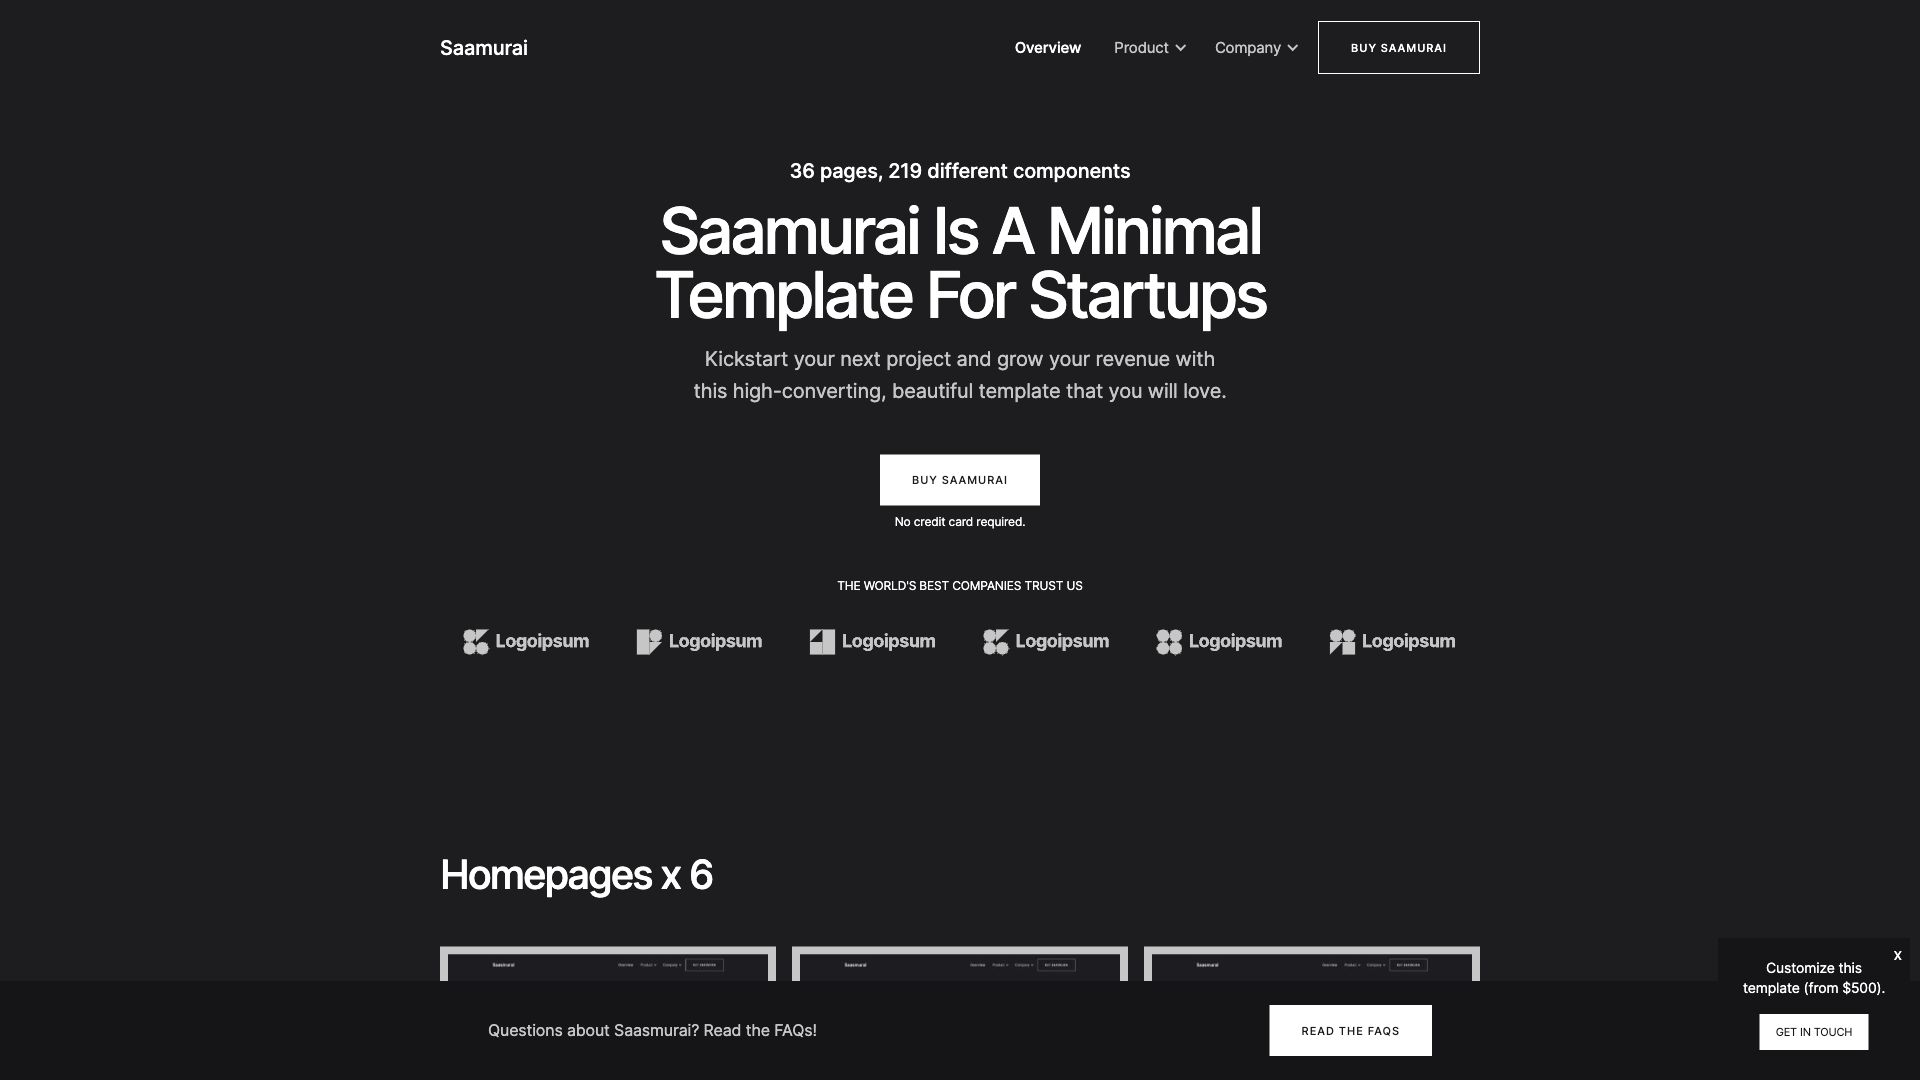 Saamurai
Overview
Product
Company
BUY SAAMURAI
36 pages, 219 different components
Saamurai Is A Minimal
Template For Startups
Kickstart your next project and grow your revenue with
this high-converting, beautiful template that you will love.
BUY SAAMURAI
No credit card required.
THE WORLD'S BEST COMPANIES TRUST US
Logoipsum
Logoipsum
Logoipsum
Logoipsum
Logoipsum
Logoipsum
Homepages x 6
Saamurai
Overview
Product
Company
BUY SAAMURAI
Saamurai
Overview
Product
Company
BUY SAAMURAI
Saamurai
Overview
Product
Company
BUY SAAMURAI
Questions about Saasmurai? Read the FAQs!
READ THE FAQS
X
Customize this
template (from $500).
GET IN TOUCH